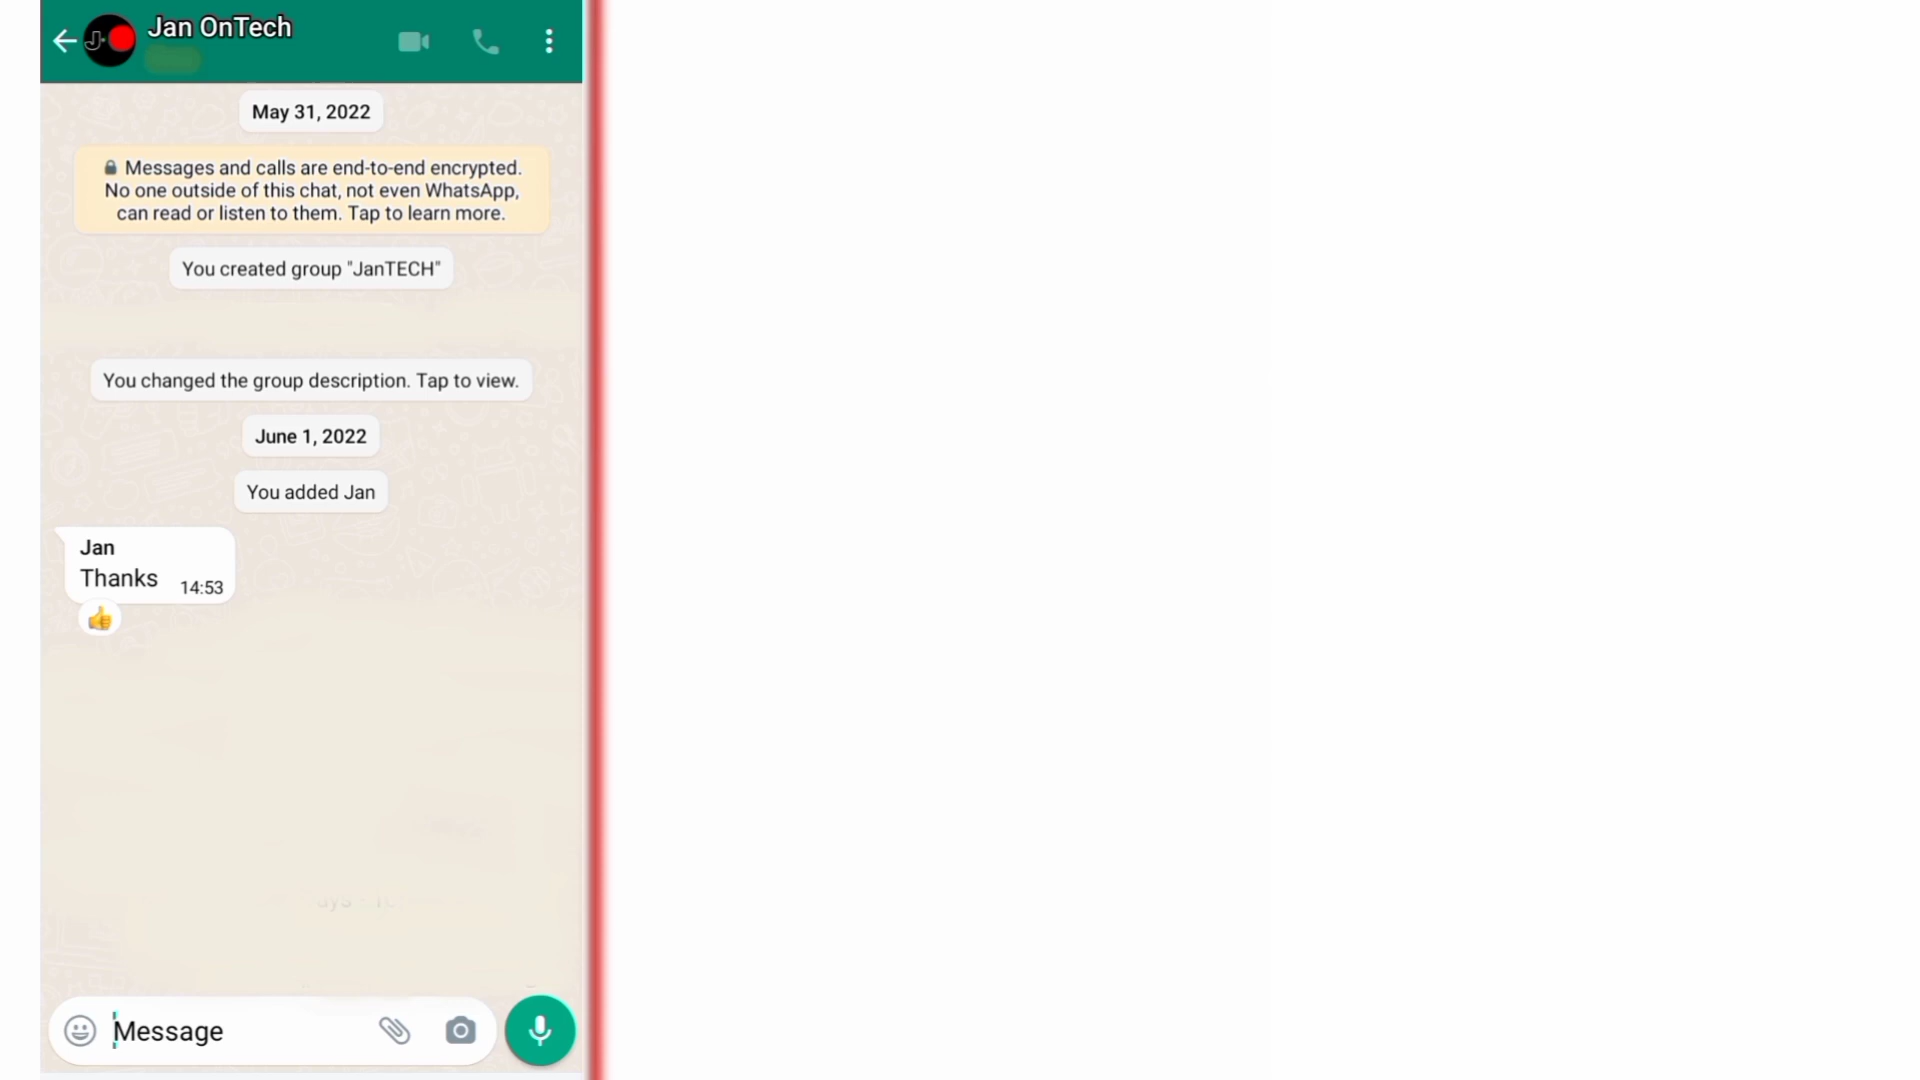 Jan OnTech
May 31, 2022
Messages and calls are end-to-end encrypted.
No one outside of this chat, not even WhatsApp,
can read or listen to them. Tap to learn more.
You created group "JanTECH"
You changed the group description. Tap to view.
June 1, 2022
You added Jan
Jan
Thanks 14:53
Message